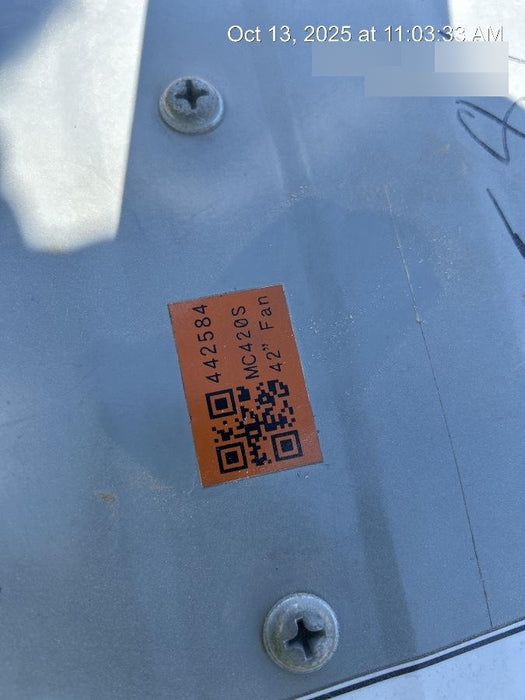 Oct 13, 2025 at 11:03:33 AM
442584
MC420S
42" Fan